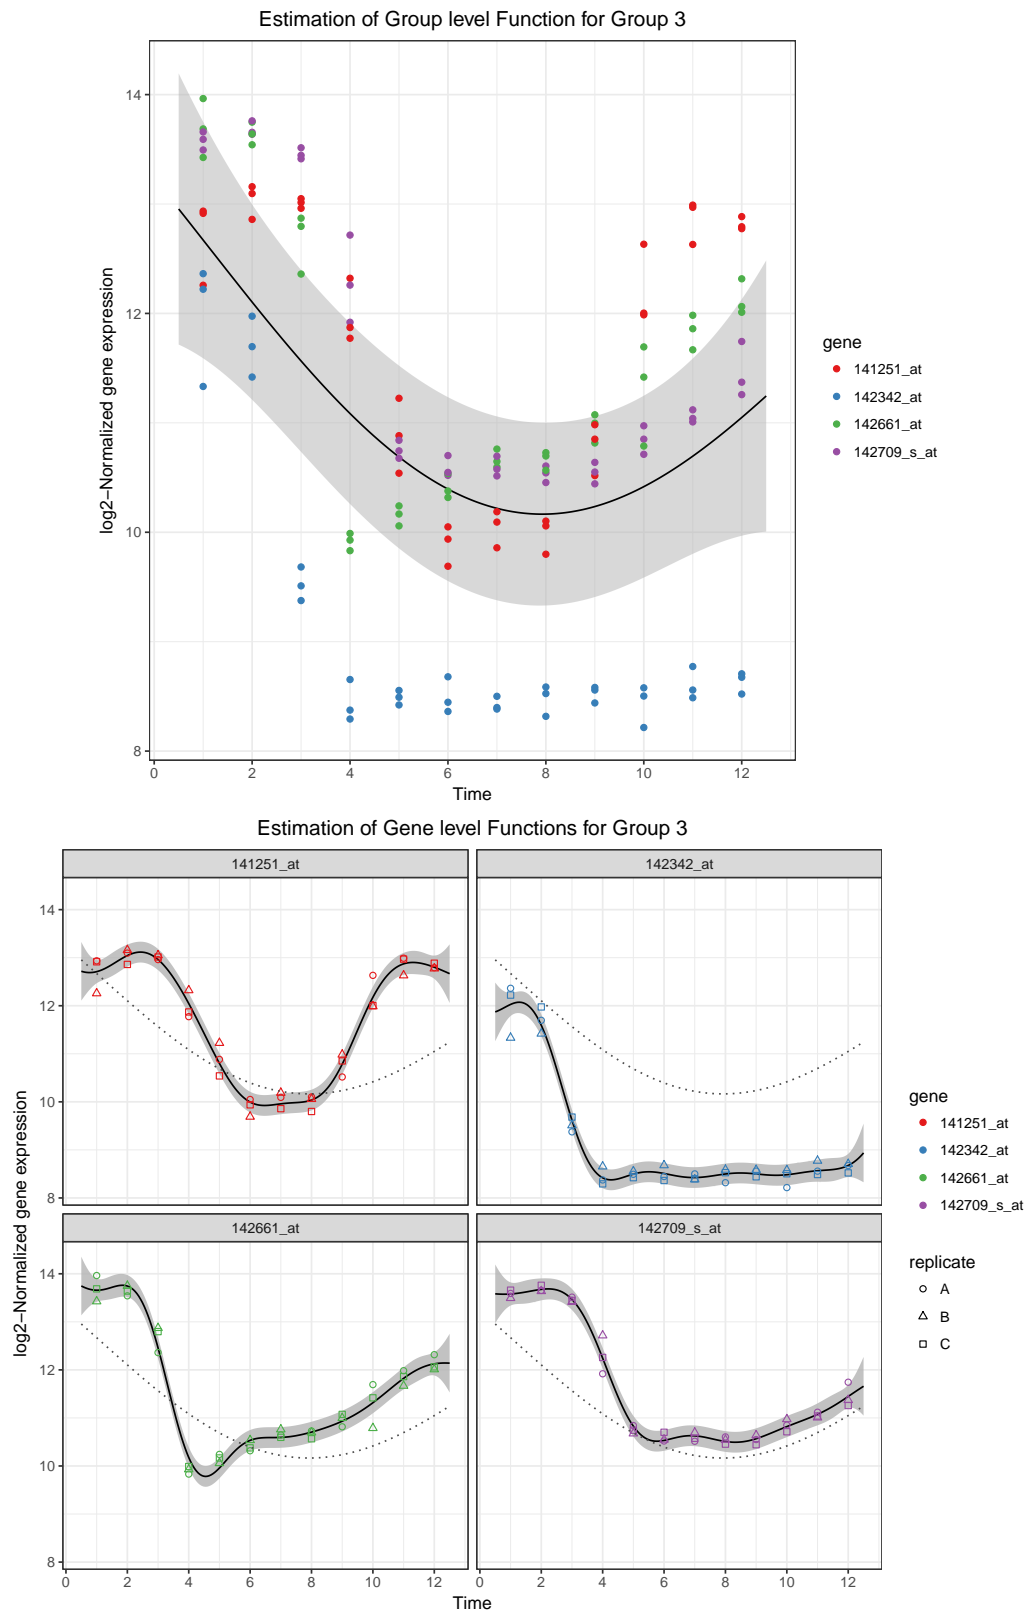 Estimation of Group level Function for Group 3
log2−Normalized gene expression
14
12
10
8
0 2 4 6 8 10 12
Time
gene
141251_at
142342_at
142661_at
142709_s_at
Estimation of Gene level Functions for Group 3
log2−Normalized gene expression
141251_at 142342_at
14
12
10
8
142661_at 142709_s_at
14
12
10
8
0 2 4 6 8 10 12 0 2 4 6 8 10 12
Time
gene
141251_at
142342_at
142661_at
142709_s_at
replicate
A
B
C